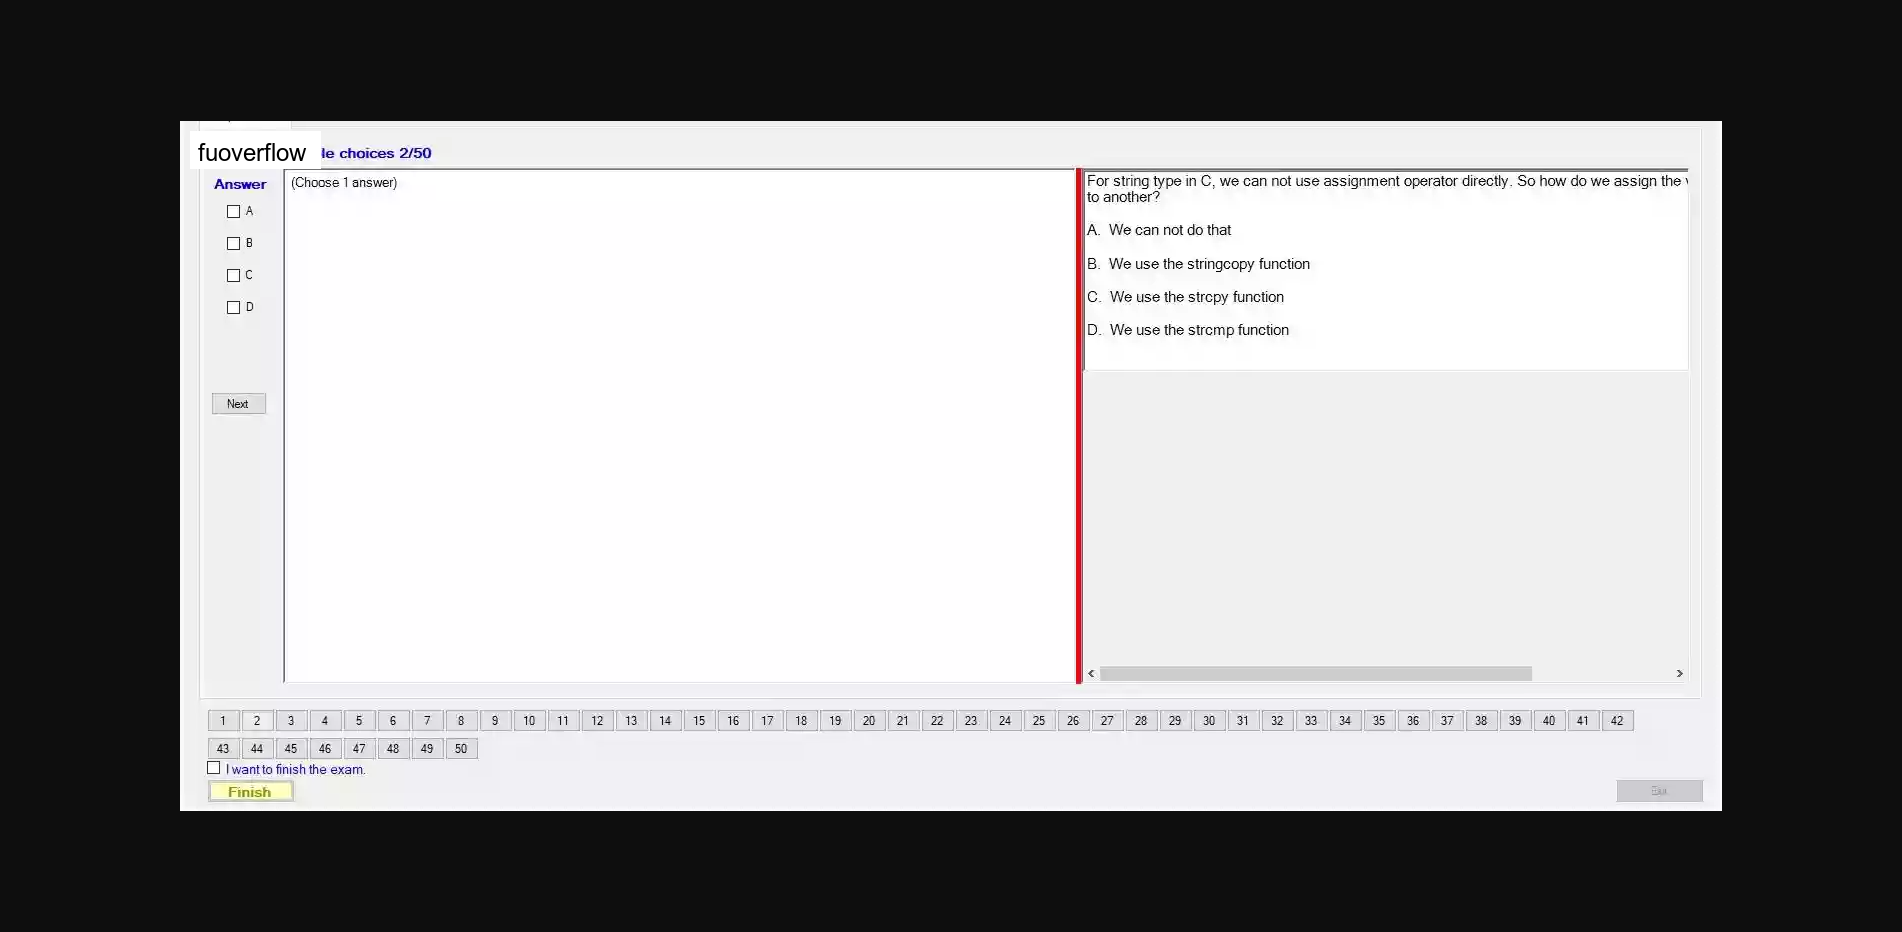 fuoverflow
le choices 2/50
Answer
(Choose 1 answer)
A
B
C
D
Next
For string type in C, we can not use assignment operator directly. So how do we assign the
to another?
A. We can not do that
B. We use the stringcopy function
C. We use the strcpy function
D. We use the strcmp function
1 2 3 4 5 6 7 8 9 10 11 12 13 14 15 16 17 18 19 20 21 22 23 24 25 26 27 28 29 30 31 32 33 34 35 36 37 38 39 40 41 42
43 44 45 46 47 48 49 50
I want to finish the exam.
Finish
Exit